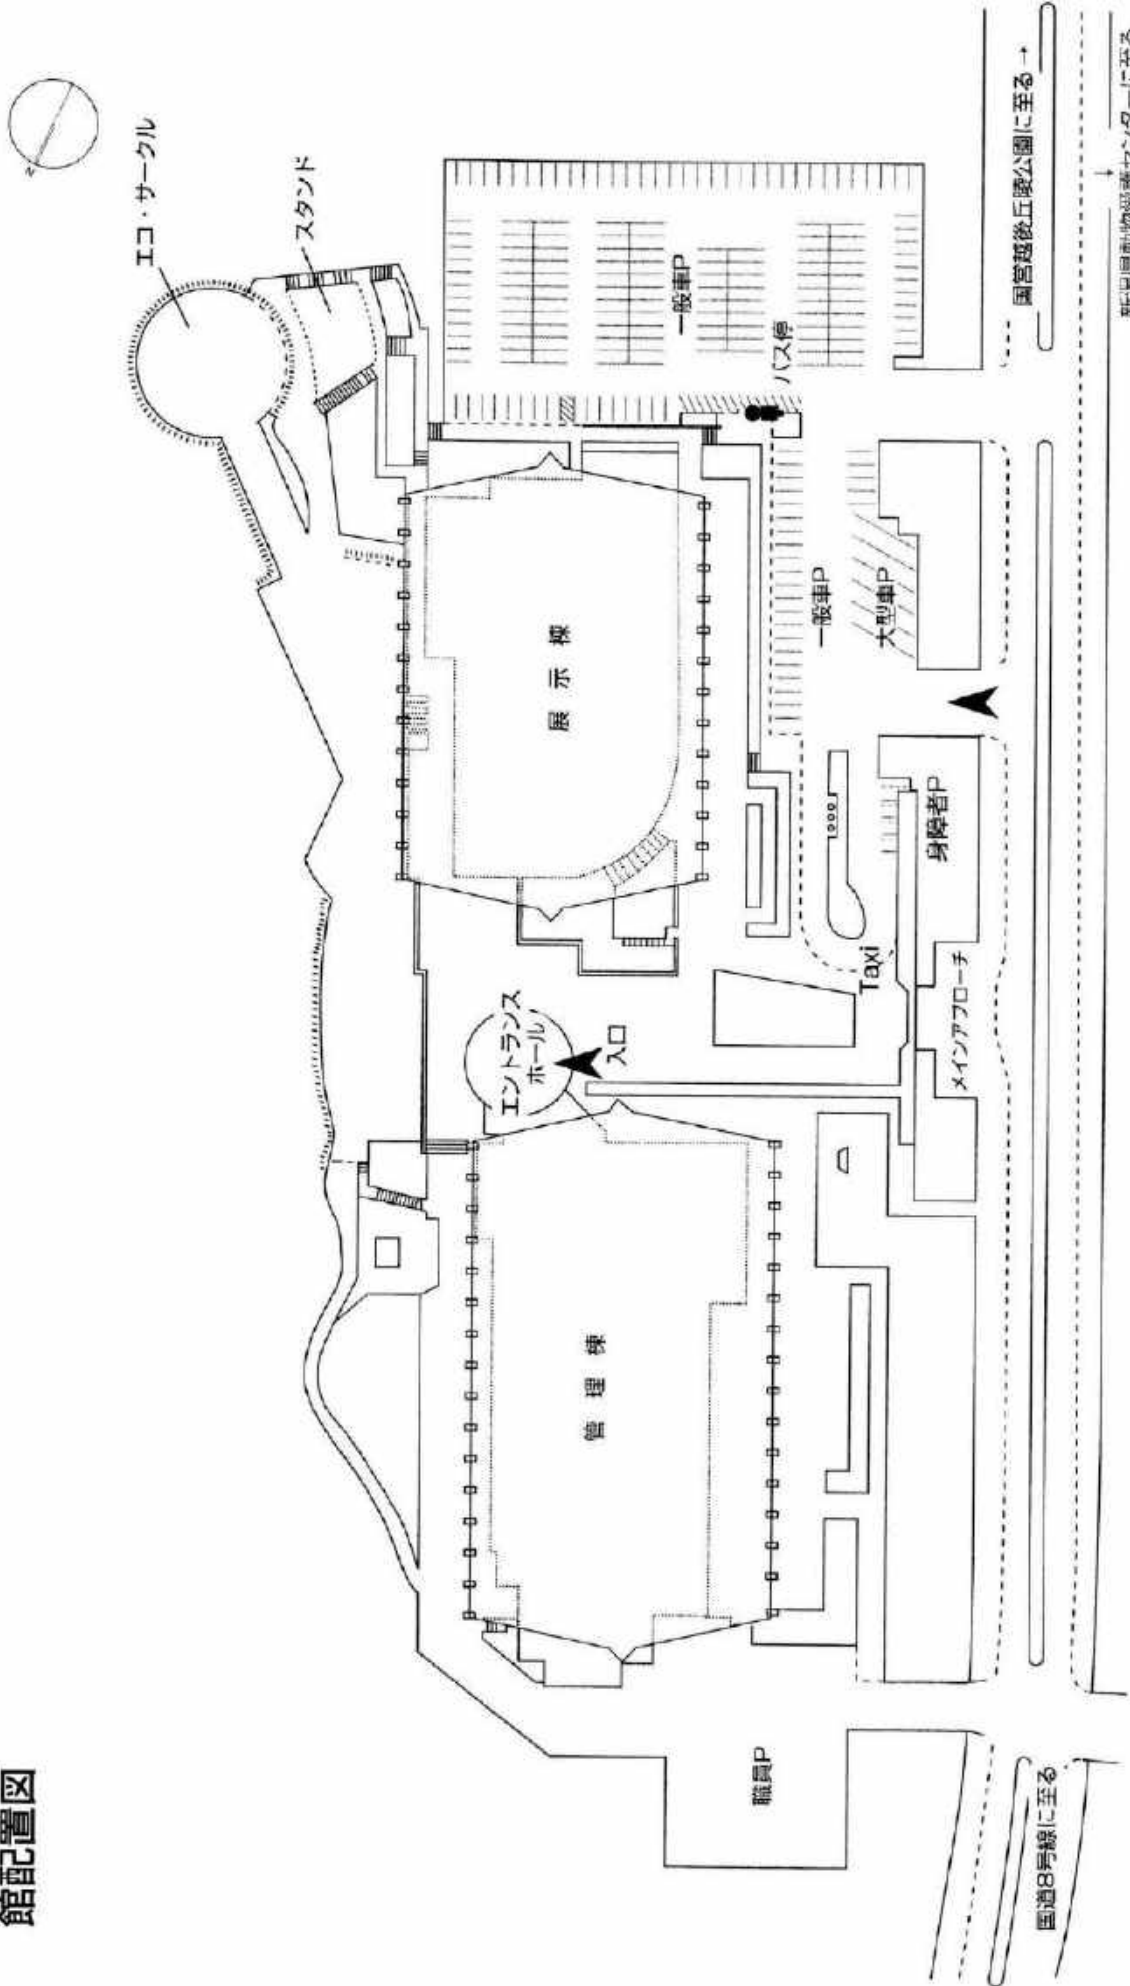 館配置図
N
エコ・サークル
スタンド
一般車P
バス停
展示棟
一般車P
大型車P
エントランス
ホール
入口
Taxi
身障者P
メインアプローチ
管理棟
職員P
国道8号線に至る
国営越後丘陵公園に至る→
→